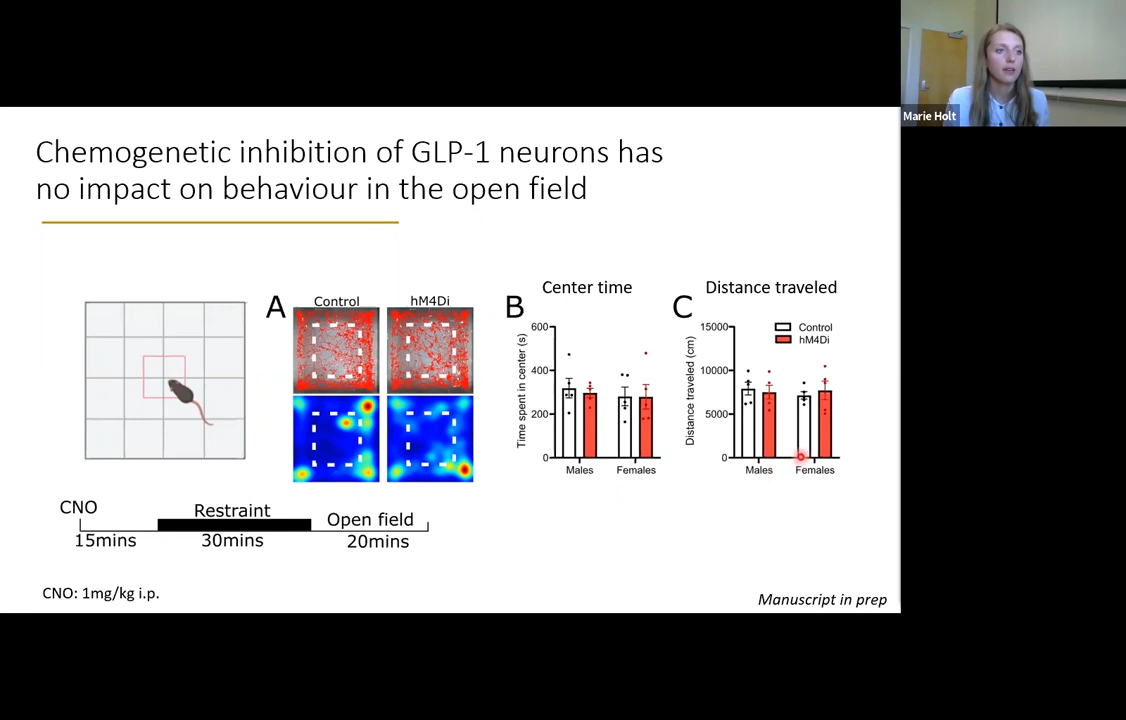 Marie Holt
Chemogenetic inhibition of GLP-1 neurons has
no impact on behaviour in the open field
A
Control
hM4Di
B
Center time
600
400
200
0
Time spent in center (s)
Males
Females
C
Distance traveled
15000
10000
5000
0
Distance traveled (cm)
Control
hM4Di
Males
Females
CNO
Restraint
Open field
15mins
30mins
20mins
CNO: 1mg/kg i.p.
Manuscript in prep